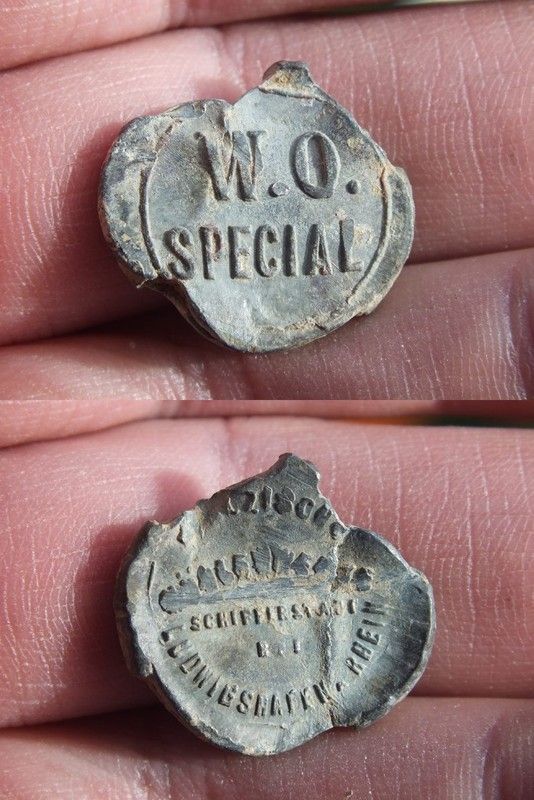 W.O.
SPECIAL
SCHIFFERSTADT
B. I
LUDWIGSHAFEN. RHEIN